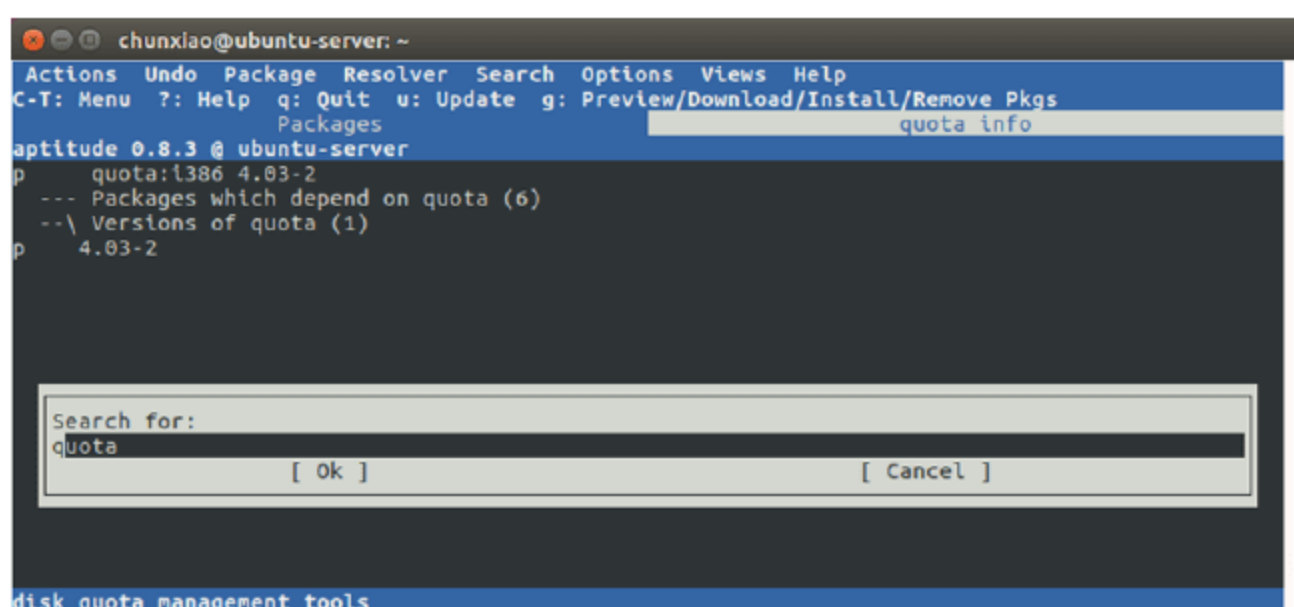 chunxiao@ubuntu-server: ~
Actions Undo Package Resolver Search Options Views Help
C-T: Menu ?: Help q: Quit u: Update g: Preview/Download/Install/Remove Pkgs
Packages quota info
aptitude 0.8.3 @ ubuntu-server
p quota:i386 4.03-2
--- Packages which depend on quota (6)
--\ Versions of quota (1)
p 4.03-2
Search for:
quota
[ Ok ] [ Cancel ]
disk quota management tools